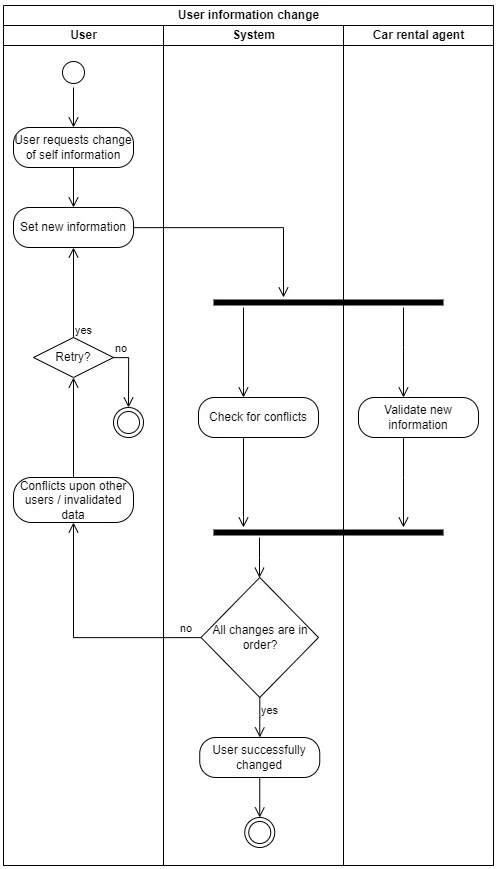 User information change
User
System
Car rental agent
User requests change
of self information
Set new information
yes
Retry?
no
Check for conflicts
Validate new
information
Conflicts upon other
users / invalidated
data
no
All changes are in
order?
yes
User successfully
changed